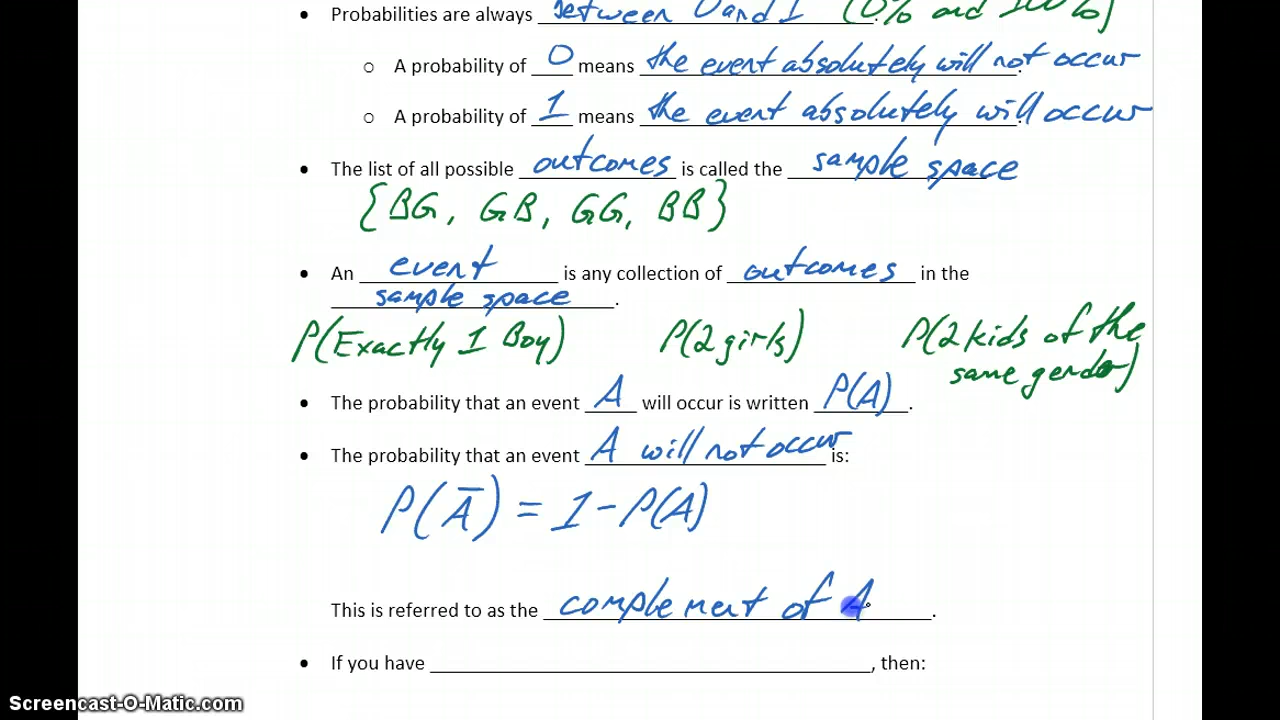 • Probabilities are always between 0 and 1 (0% and 100%).
o A probability of 0 means the event absolutely will not occur.
o A probability of 1 means the event absolutely will occur.
• The list of all possible outcomes is called the sample space.
{BG, GB, GG, BB}
• An event is any collection of outcomes in the
sample space.
P(Exactly 1 Boy) P(2 girls) P(2 kids of the
same gender)
• The probability that an event A will occur is written P(A).
• The probability that an event A will not occur is:
P(A̅) = 1 - P(A)
This is referred to as the complement of A.
• If you have ____________, then:
Screencast-O-Matic.com